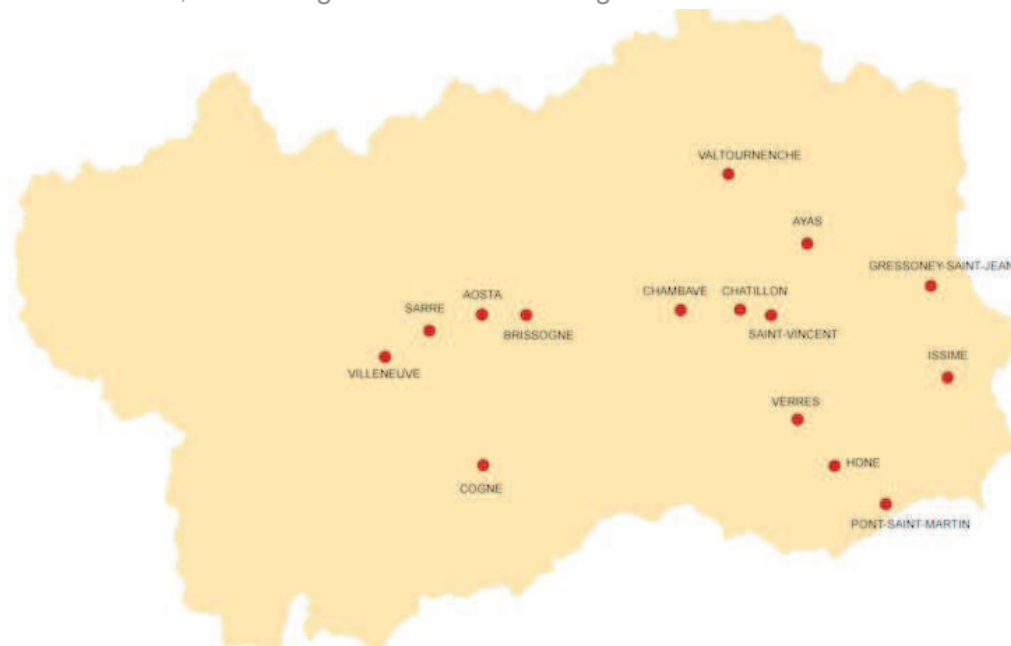 VALTOURNENCHE
AYAS
GRESSONEY-SAINT-JEAN
CHAMBAVE
CHATILLON
AOSTA
SARRE
BRISSOGNE
SAINT-VINCENT
ISSIME
VILLENEUVE
VERRES
HONE
COGNE
PONT-SAINT-MARTIN